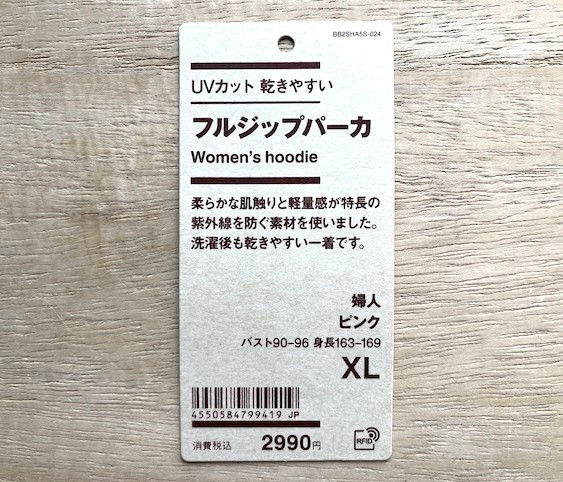 BB2SHA5S-024
UVカット 乾きやすい
フルジップパーカ
Women's hoodie
柔らかな肌触りと軽量感が特長の
紫外線を防ぐ素材を使いました。
洗濯後も乾きやすい一着です。
婦人
ピンク
バスト90-96 身長163-169
XL
4550584799419 JP
消費税込 2990円
RFID